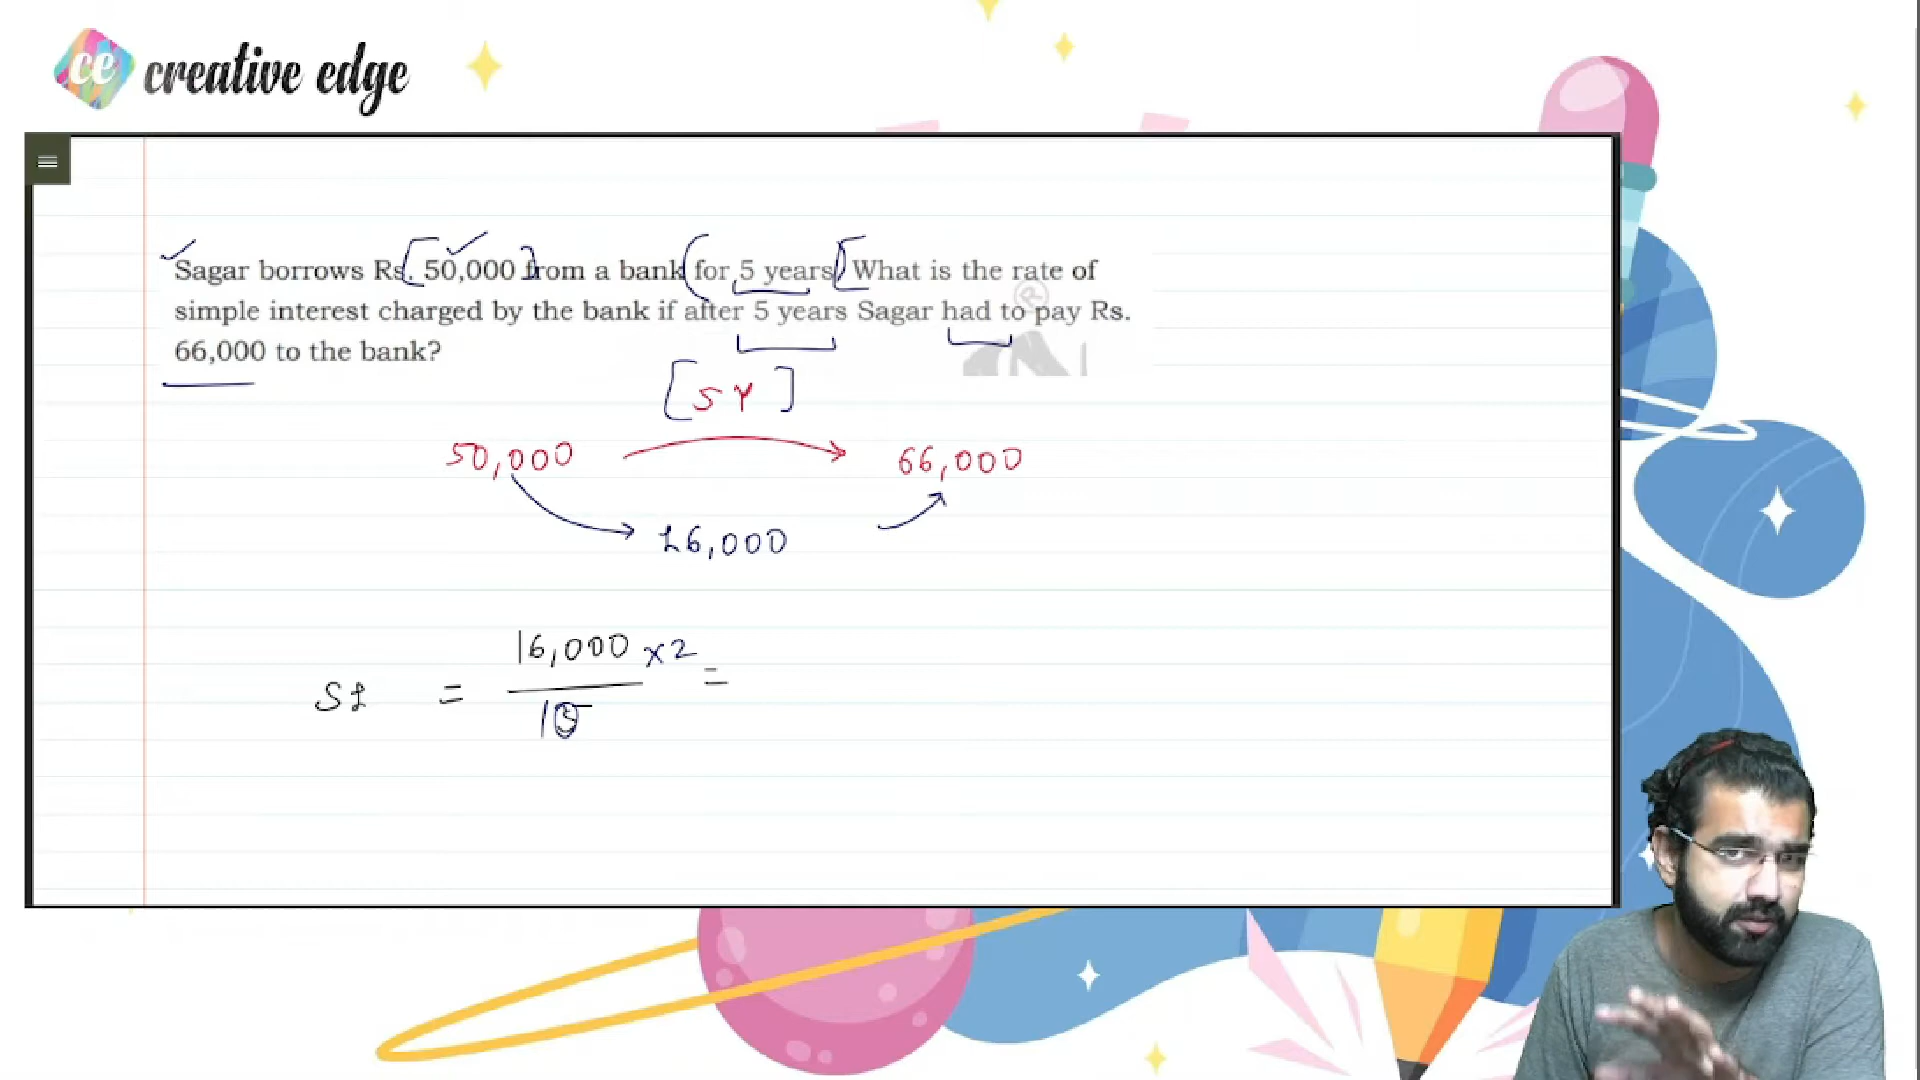 ce creative edge
Sagar borrows Rs. [50,000] from a bank for 5 years. What is the rate of
simple interest charged by the bank if after 5 years Sagar had to pay Rs.
66,000 to the bank?
[5Y]
50,000 66,000
16,000
SI = 16,000 x2 =
10